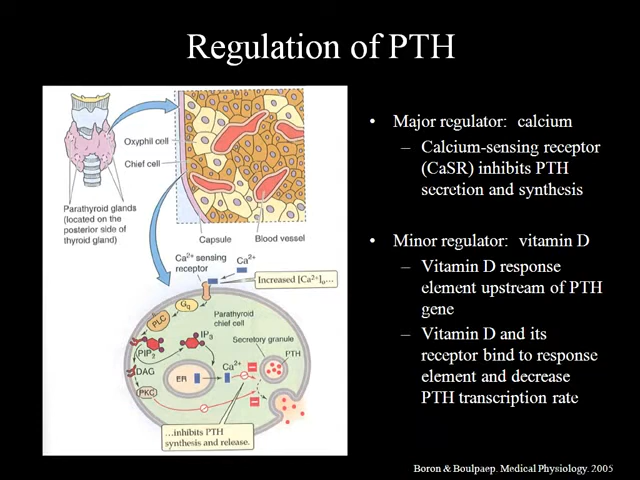 Regulation of PTH
Oxyphil cell
Chief cell
Parathyroid glands
(located on the
posterior side of
thyroid gland)
Capsule
Blood vessel
Ca2+ sensing
receptor
Ca2+
Increased [Ca2+]o…
Gq
PLC
Parathyroid
chief cell
IP3
Secretory granule
PIP2
Ca2+
PTH
DAG
ER
PKC
…inhibits PTH
synthesis and release.
• Major regulator: calcium
– Calcium-sensing receptor
(CaSR) inhibits PTH
secretion and synthesis
• Minor regulator: vitamin D
– Vitamin D response
element upstream of PTH
gene
– Vitamin D and its
receptor bind to response
element and decrease
PTH transcription rate
Boron & Boulpaep. Medical Physiology. 2005